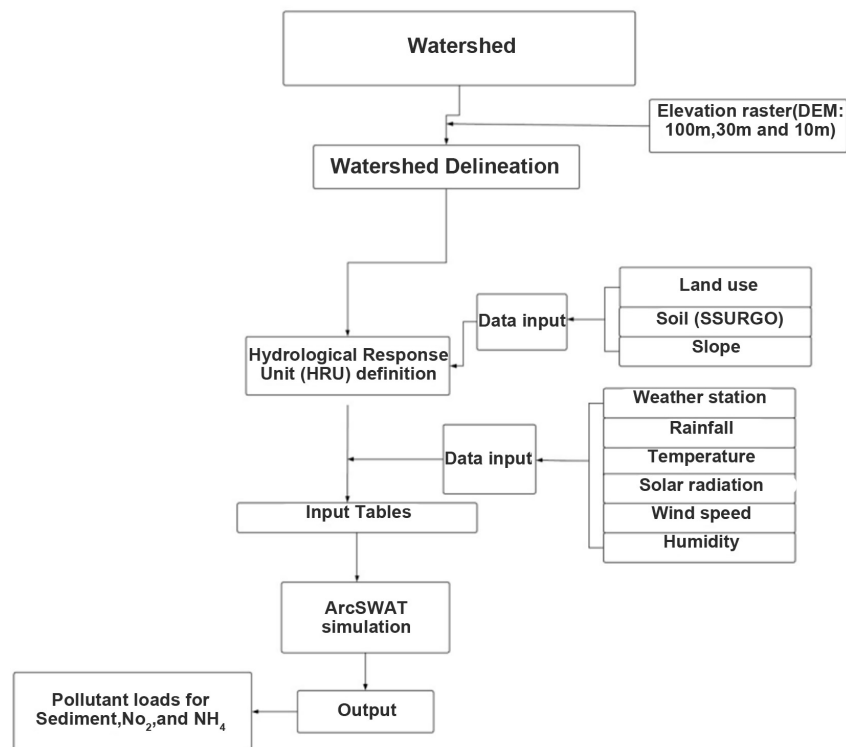 Watershed
Elevation raster(DEM:
100m,30m and 10m)
Watershed Delineation
Land use
Data input
Soil (SSURGO)
Slope
Hydrological Response
Unit (HRU) definition
Weather station
Rainfall
Data input
Temperature
Solar radiation
Input Tables
Wind speed
Humidity
ArcSWAT
simulation
Pollutant loads for
Sediment,No₂,and NH₄
Output